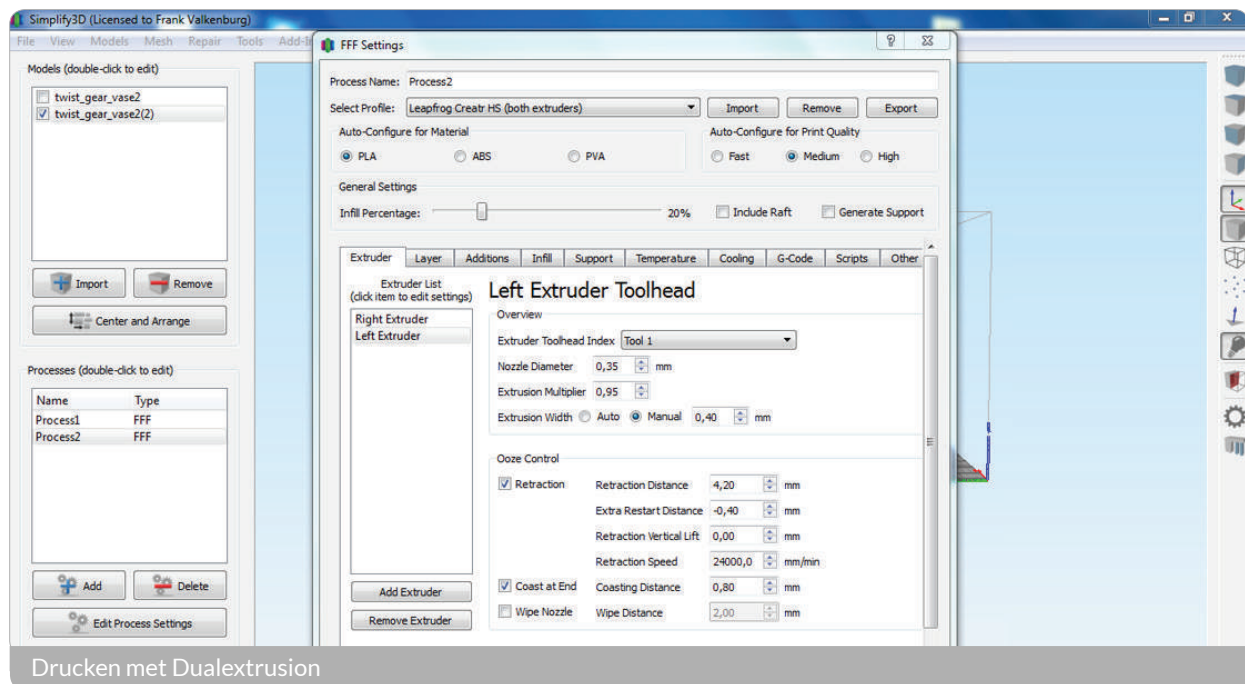 Simplify3D (Licensed to Frank Valkenburg)
File View Models Mesh Repair Tools
FFF Settings
Models (double-click to edit)
twist_gear_vase2
twist_gear_vase2(2)
Import Remove
Center and Arrange
Processes (double-click to edit)
Name Type
Process1 FFF
Process2 FFF
Add Delete
Edit Process Settings
Process Name: Process2
Select Profile: Leapfrog Creatr HS (both extruders) Import Remove Export
Auto-Configure for Material
PLA ABS PVA
Auto-Configure for Print Quality
Fast Medium High
General Settings
Infill Percentage: 20% Include Raft Generate Support
Extruder Layer Additions Infill Support Temperature Cooling G-Code Scripts Other
Extruder List
(click item to edit settings)
Right Extruder
Left Extruder
Add Extruder
Remove Extruder
Left Extruder Toolhead
Overview
Extruder Toolhead Index Tool 1
Nozzle Diameter 0,35 mm
Extrusion Multiplier 0,95
Extrusion Width Auto Manual 0,40 mm
Ooze Control
Retraction Retraction Distance 4,20 mm
Extra Restart Distance -0,40 mm
Retraction Vertical Lift 0,00 mm
Retraction Speed 24000,0 mm/min
Coast at End Coasting Distance 0,80 mm
Wipe Nozzle Wipe Distance 2,00 mm
Drucken met Dualextrusion